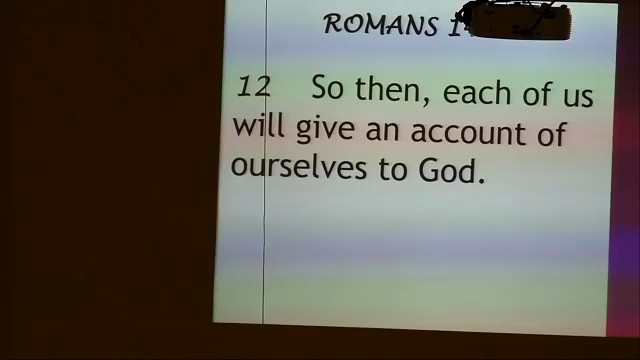 ROMANS 1
12 So then, each of us
will give an account of
ourselves to God.